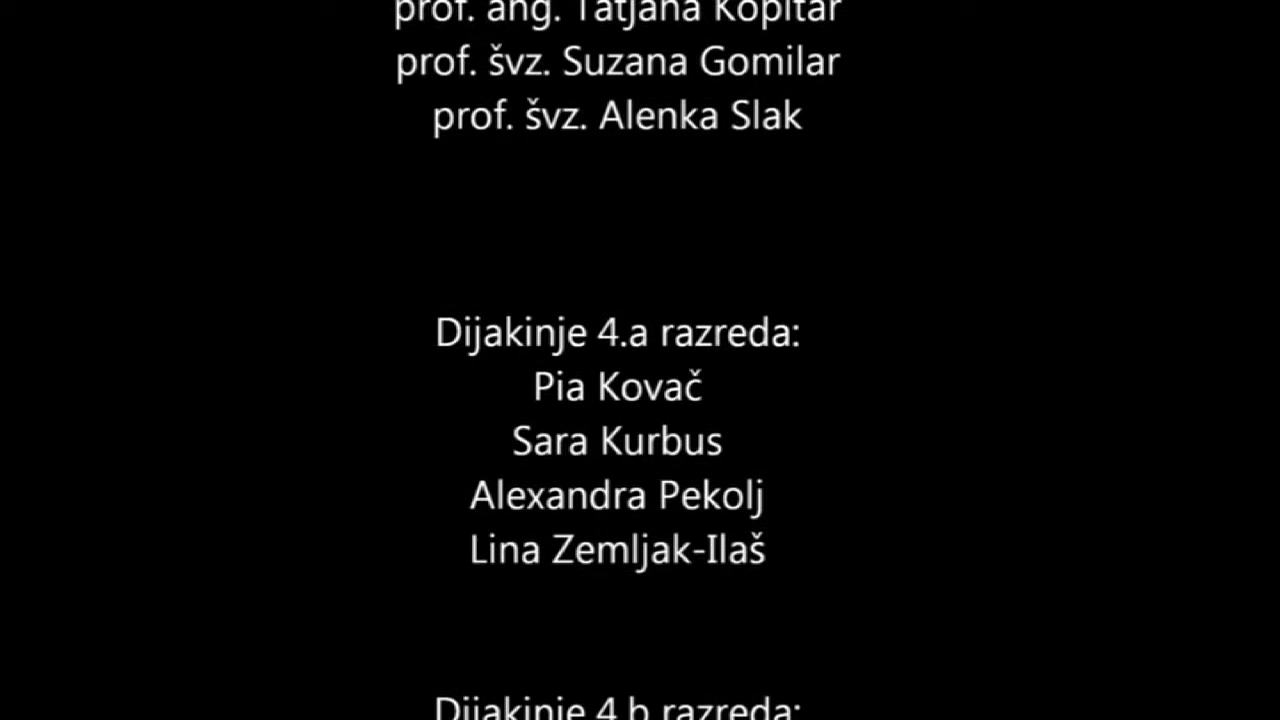 prof. ang. Tatjana Kopitar
prof. švz. Suzana Gomilar
prof. švz. Alenka Slak
Dijakinje 4.a razreda:
Pia Kovač
Sara Kurbus
Alexandra Pekolj
Lina Zemljak-Ilaš
Dijakinje 4.b razreda: